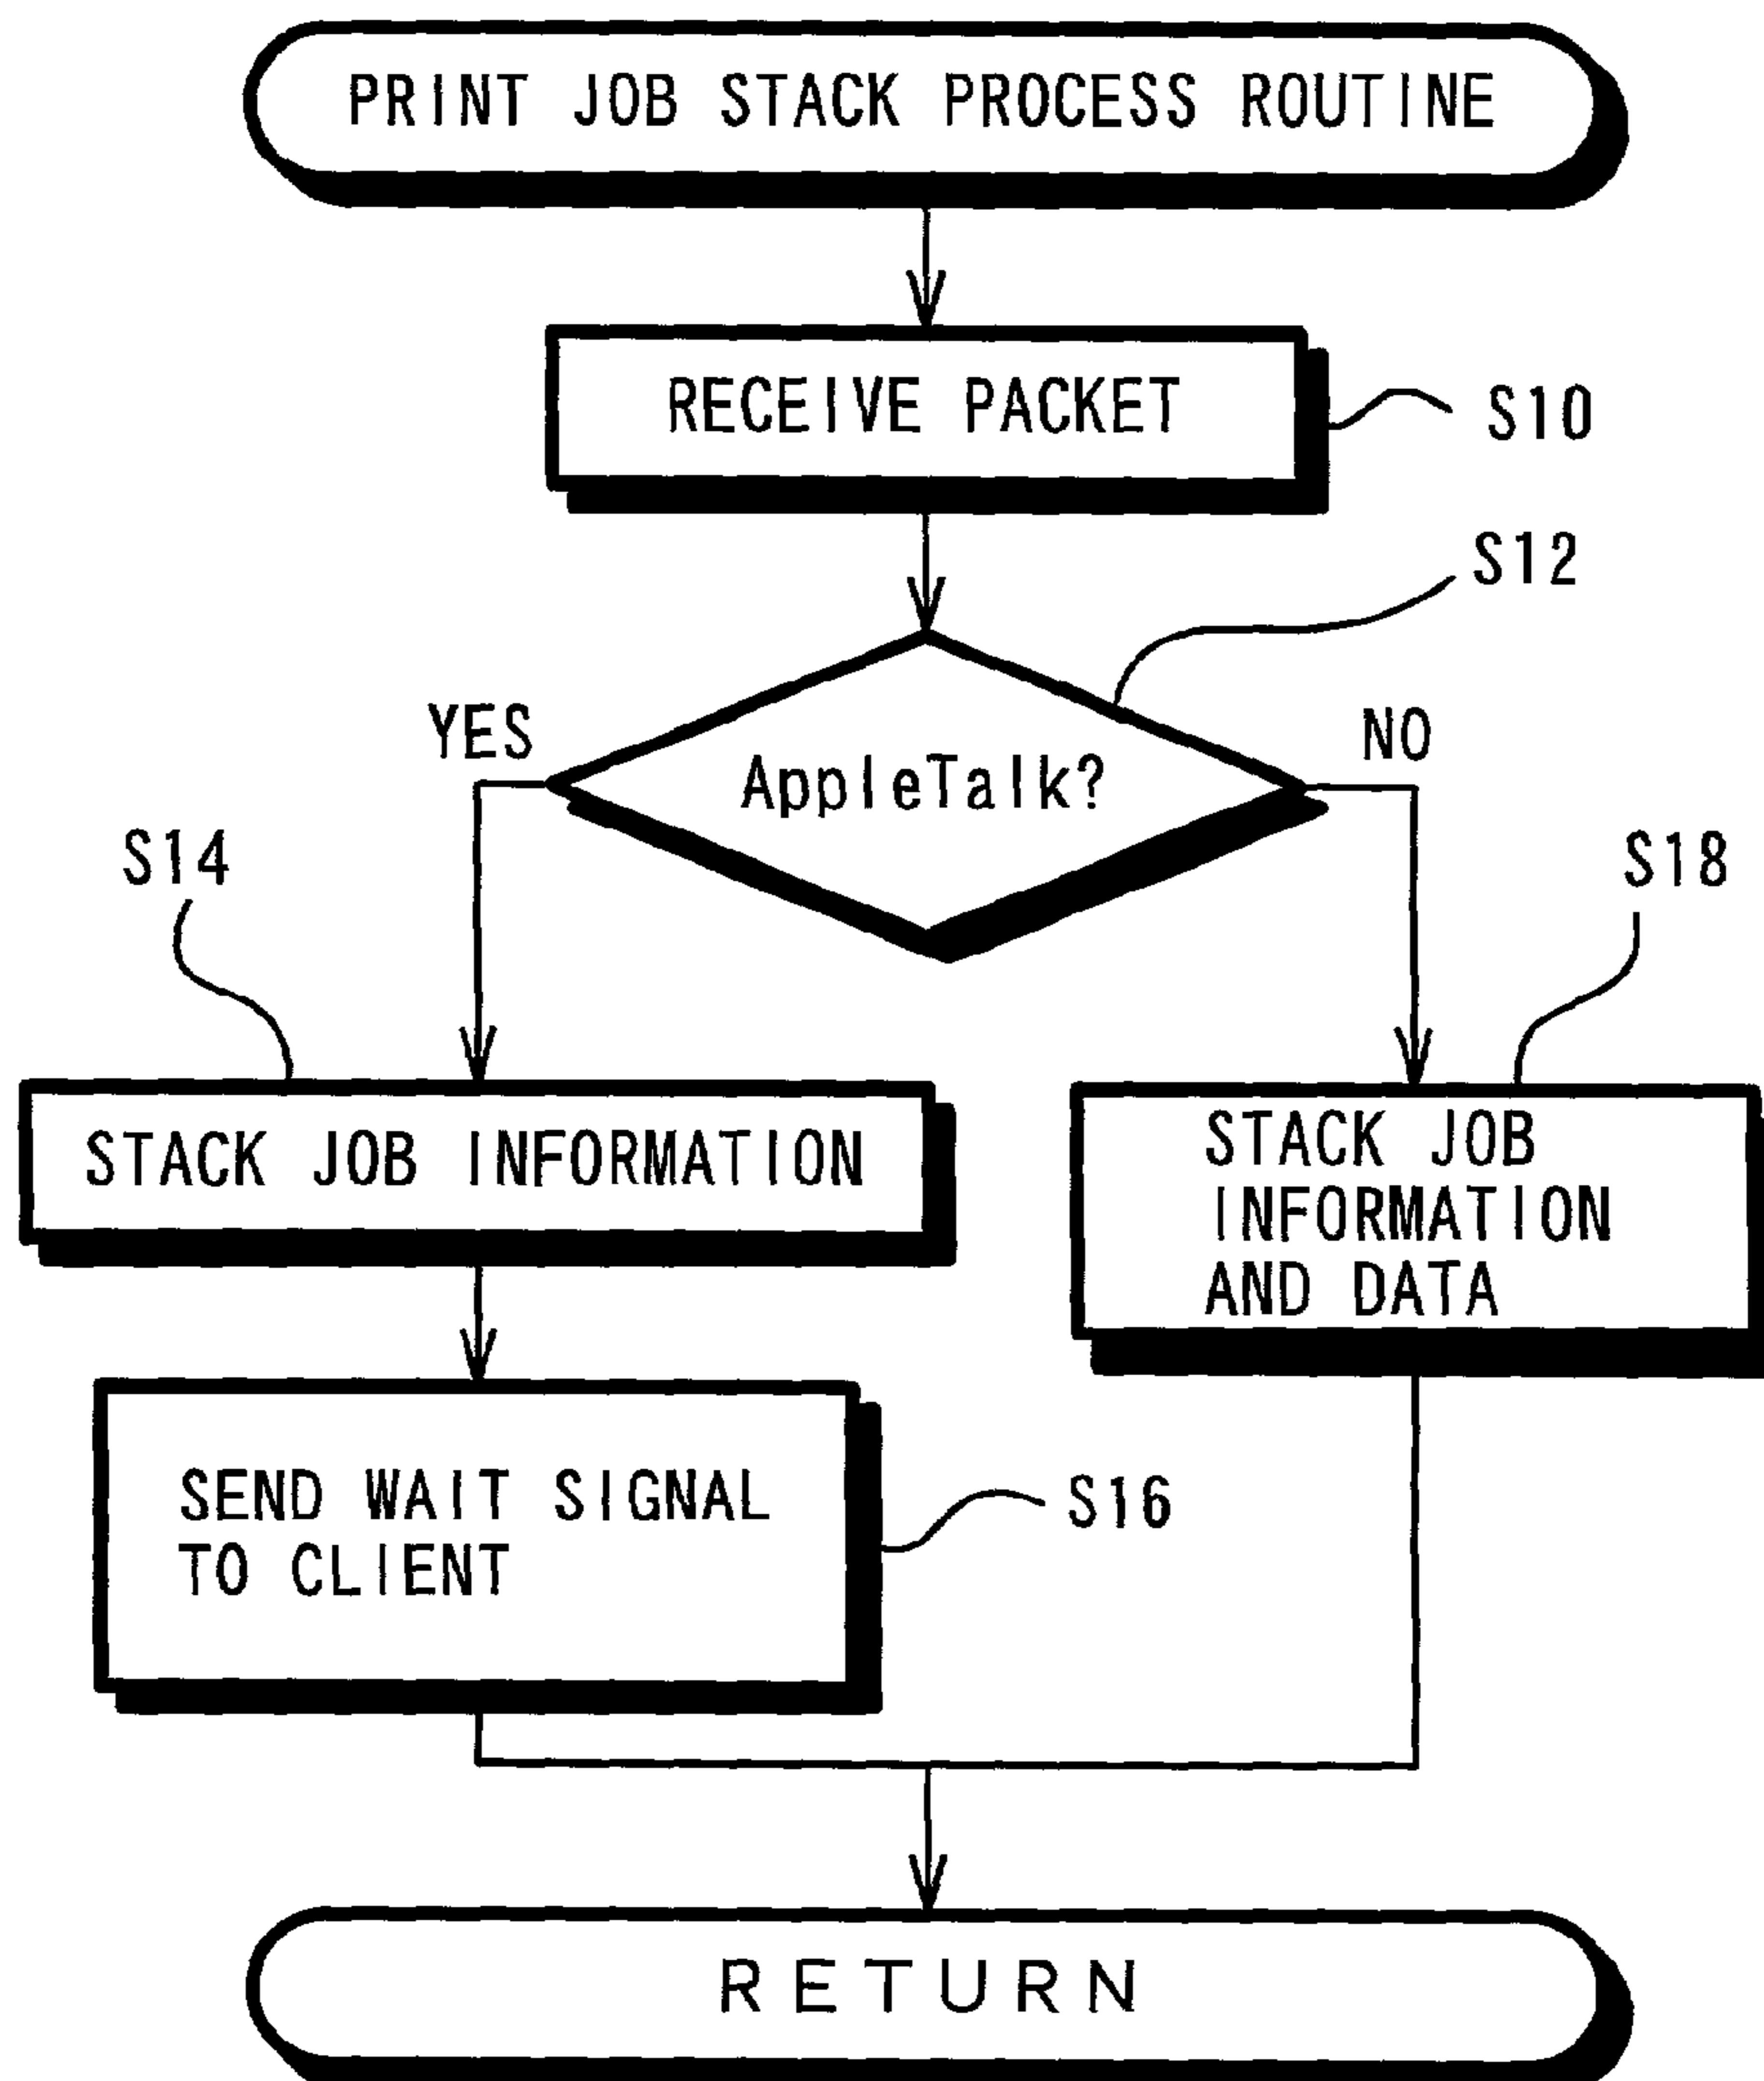 PRINT JOB STACK PROCESS ROUTINE
RECEIVE PACKET
S10
S12
YES
NO
AppleTalk?
S14
S18
STACK JOB INFORMATION
STACK JOB
INFORMATION
AND DATA
SEND WAIT SIGNAL
TO CLIENT
S16
RETURN